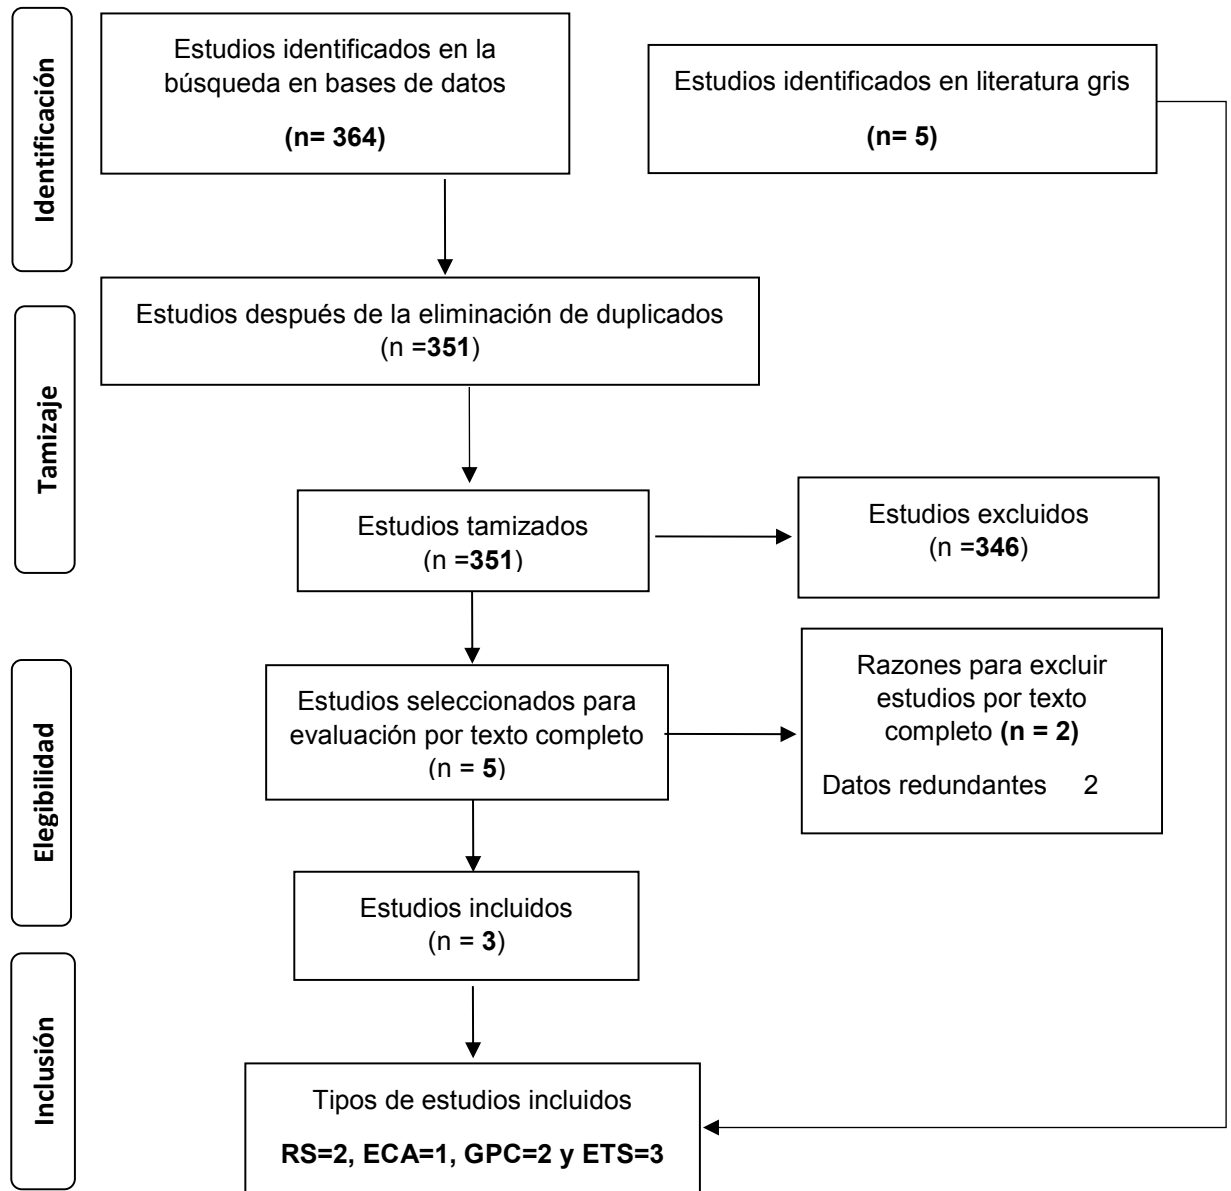 Identificación
Estudios identificados en la
búsqueda en bases de datos
(n= 364)
Estudios identificados en literatura gris
(n= 5)
Tamizaje
Estudios después de la eliminación de duplicados
(n =351)
Estudios tamizados
(n =351)
Estudios excluidos
(n =346)
Elegibilidad
Estudios seleccionados para
evaluación por texto completo
(n = 5)
Razones para excluir
estudios por texto
completo (n = 2)
Datos redundantes 2
Estudios incluidos
(n = 3)
Inclusión
Tipos de estudios incluidos
RS=2, ECA=1, GPC=2 y ETS=3